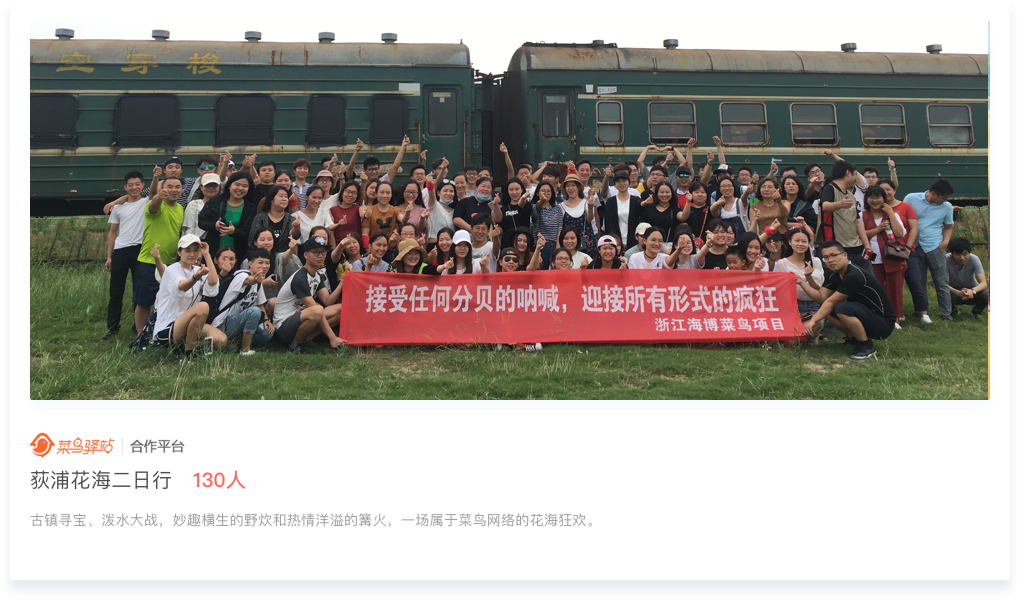 空穿梭
接受任何分贝的呐喊，迎接所有形式的疯狂
浙江海博菜鸟项目
菜鸟驿站 合作平台
荻浦花海二日行 130人
古镇寻宝、泼水大战，妙趣横生的野炊和热情洋溢的篝火，一场属于菜鸟网络的花海狂欢。